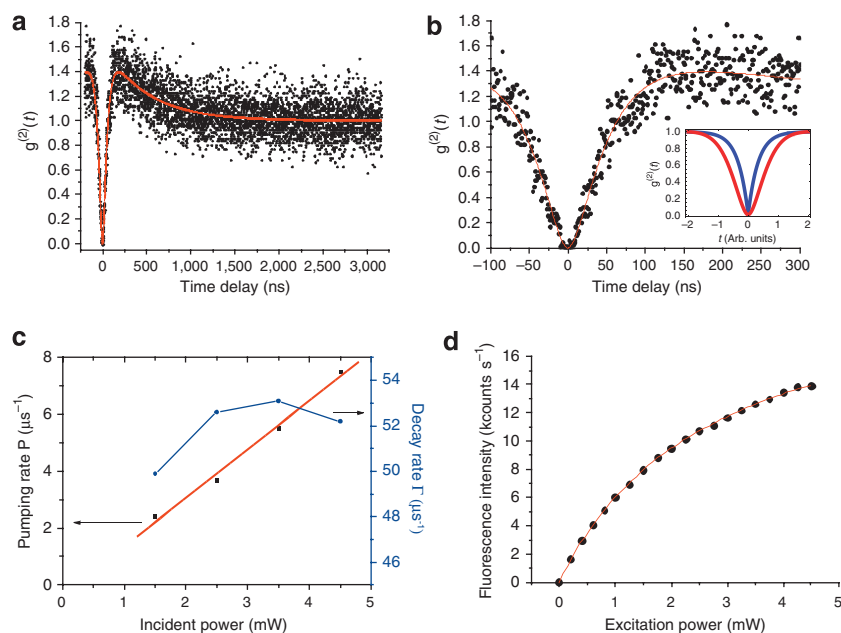 a
1.8
1.6
1.4
1.2
1.0
0.8
0.6
0.4
0.2
0.0
g(2)(t)
0 500 1,000 1,500 2,000 2,500 3,000
Time delay (ns)
b
1.8
1.6
1.4
1.2
1.0
0.8
0.6
0.4
0.2
0.0
g(2)(t)
–100 –50 0 50 100 150 200 250 300
Time delay (ns)
1.0
0.8
0.6
0.4
0.2
0.0
g(2)(t)
–2 –1 0 1 2
t (Arb. units)
c
8
6
4
2
0
Pumping rate P (μs–1)
54
52
50
48
46
Decay rate Γ (μs-1)
0 1 2 3 4 5
Incident power (mW)
d
16
14
12
10
8
6
4
2
0
Fluorescence intensity (kcounts s–1)
0 1 2 3 4 5
Excitation power (mW)